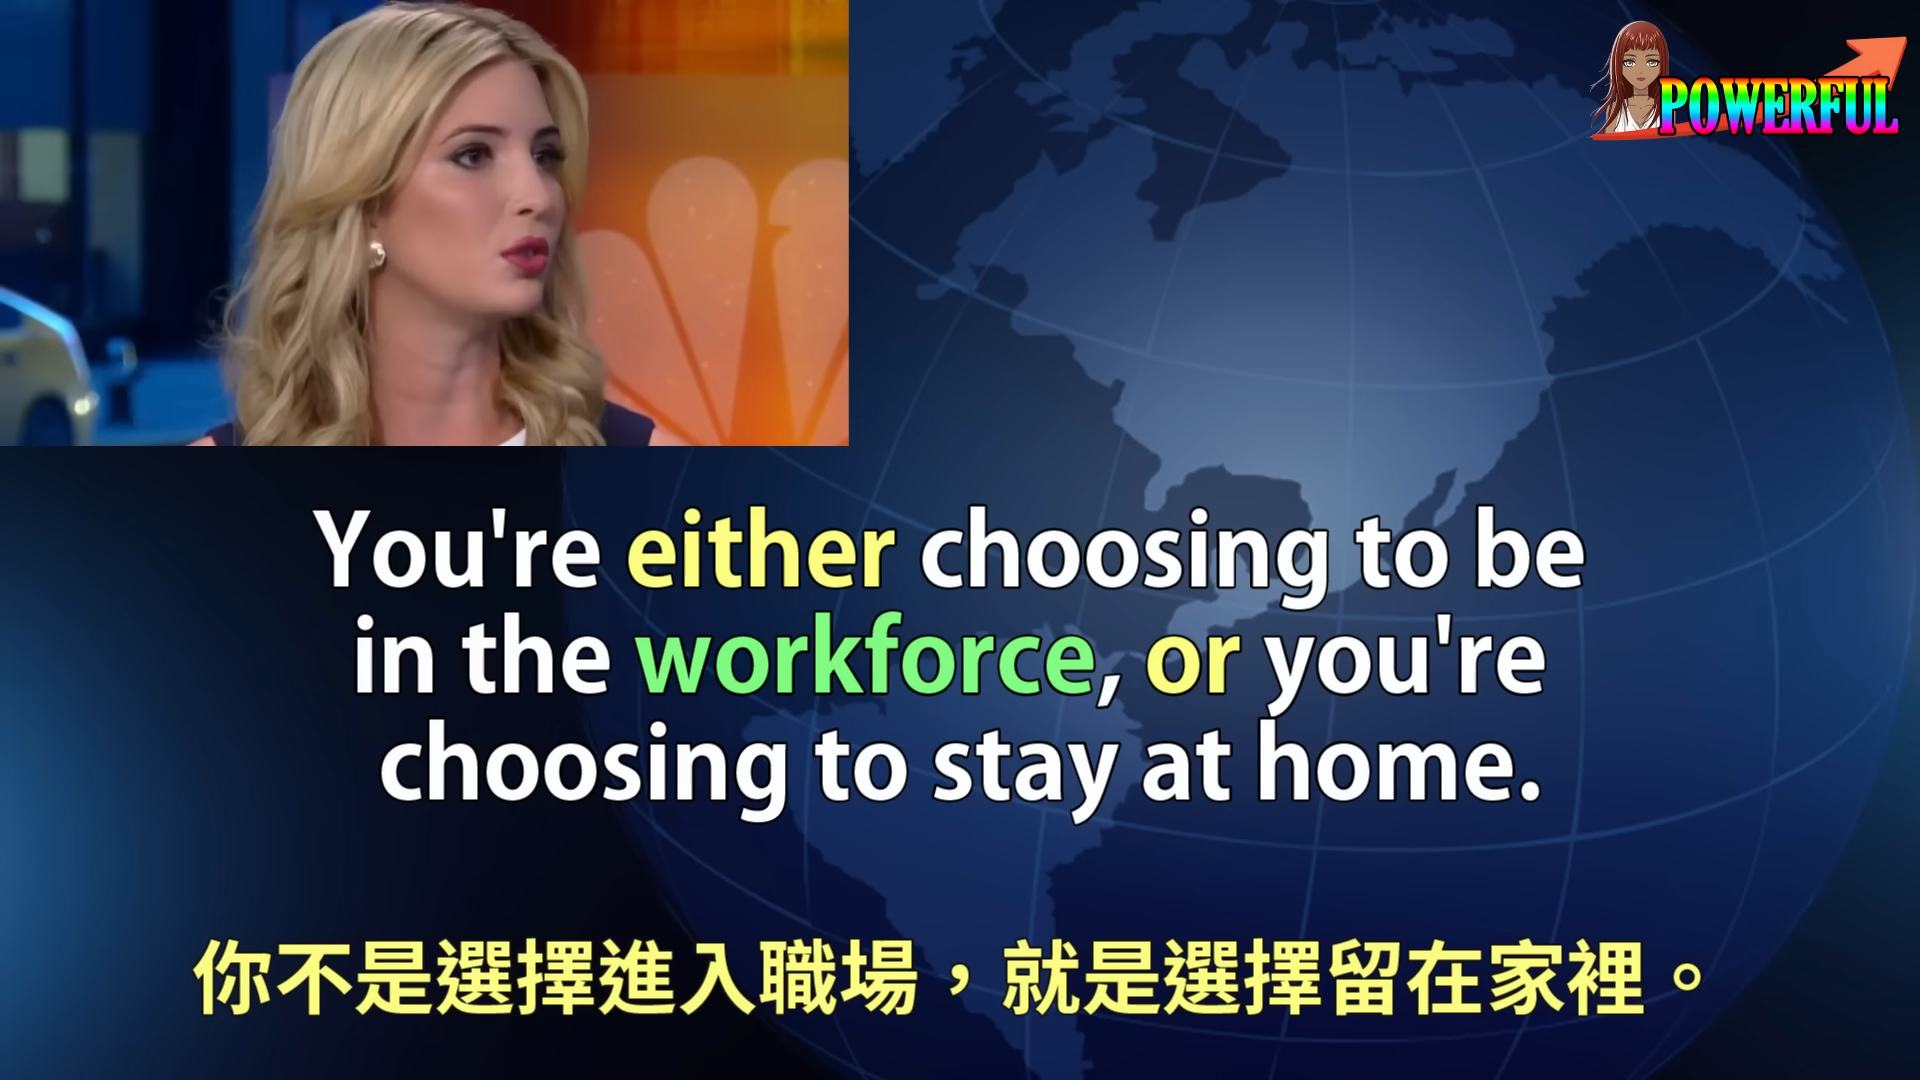 POWERFUL
You're either choosing to be
in the workforce, or you're
choosing to stay at home.
你不是選擇進入職場，就是選擇留在家裡。